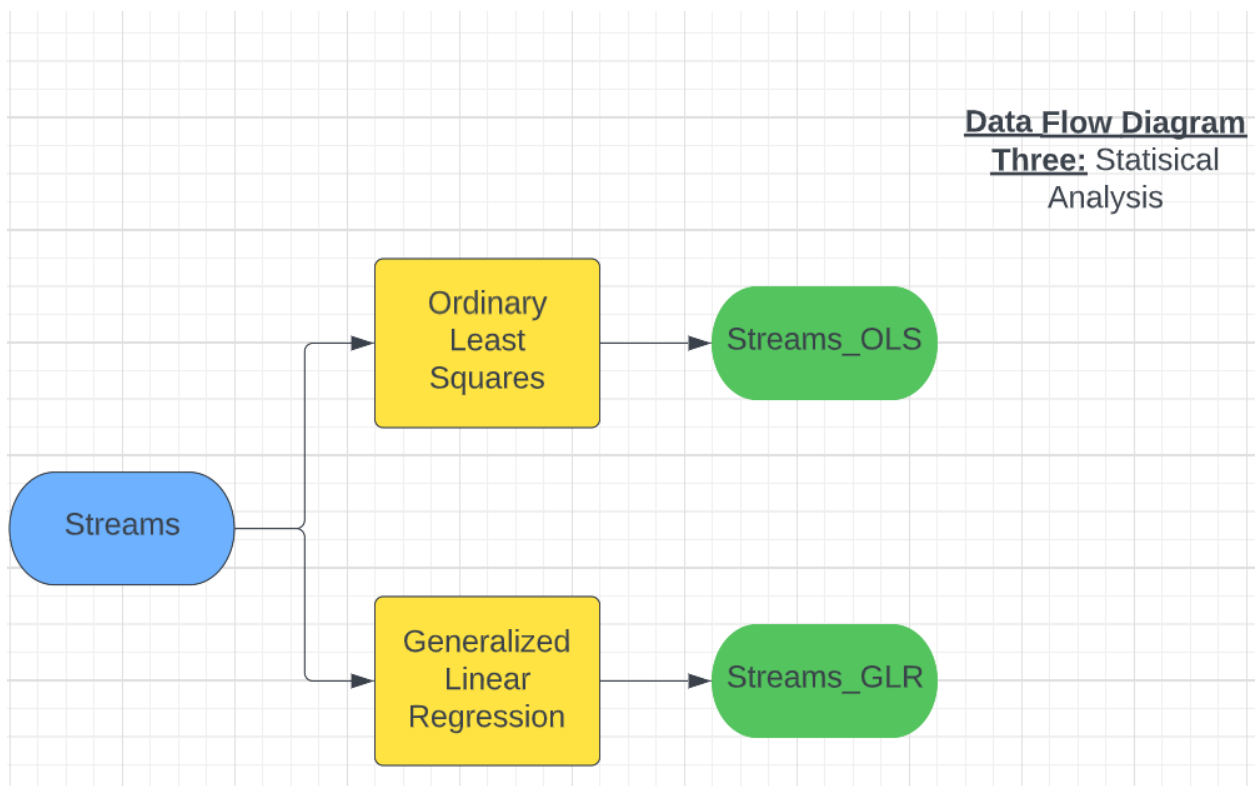 Data Flow Diagram
Three: Statisical
Analysis
Ordinary
Least
Squares
Streams_OLS
Streams
Generalized
Linear
Regression
Streams_GLR